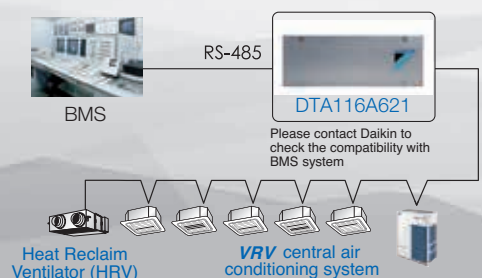 RS-485
BMS
DTA116A621
Please contact Daikin to
check the compatibility with
BMS system
Heat Reclaim
Ventilator (HRV)
VRV central air
conditioning system